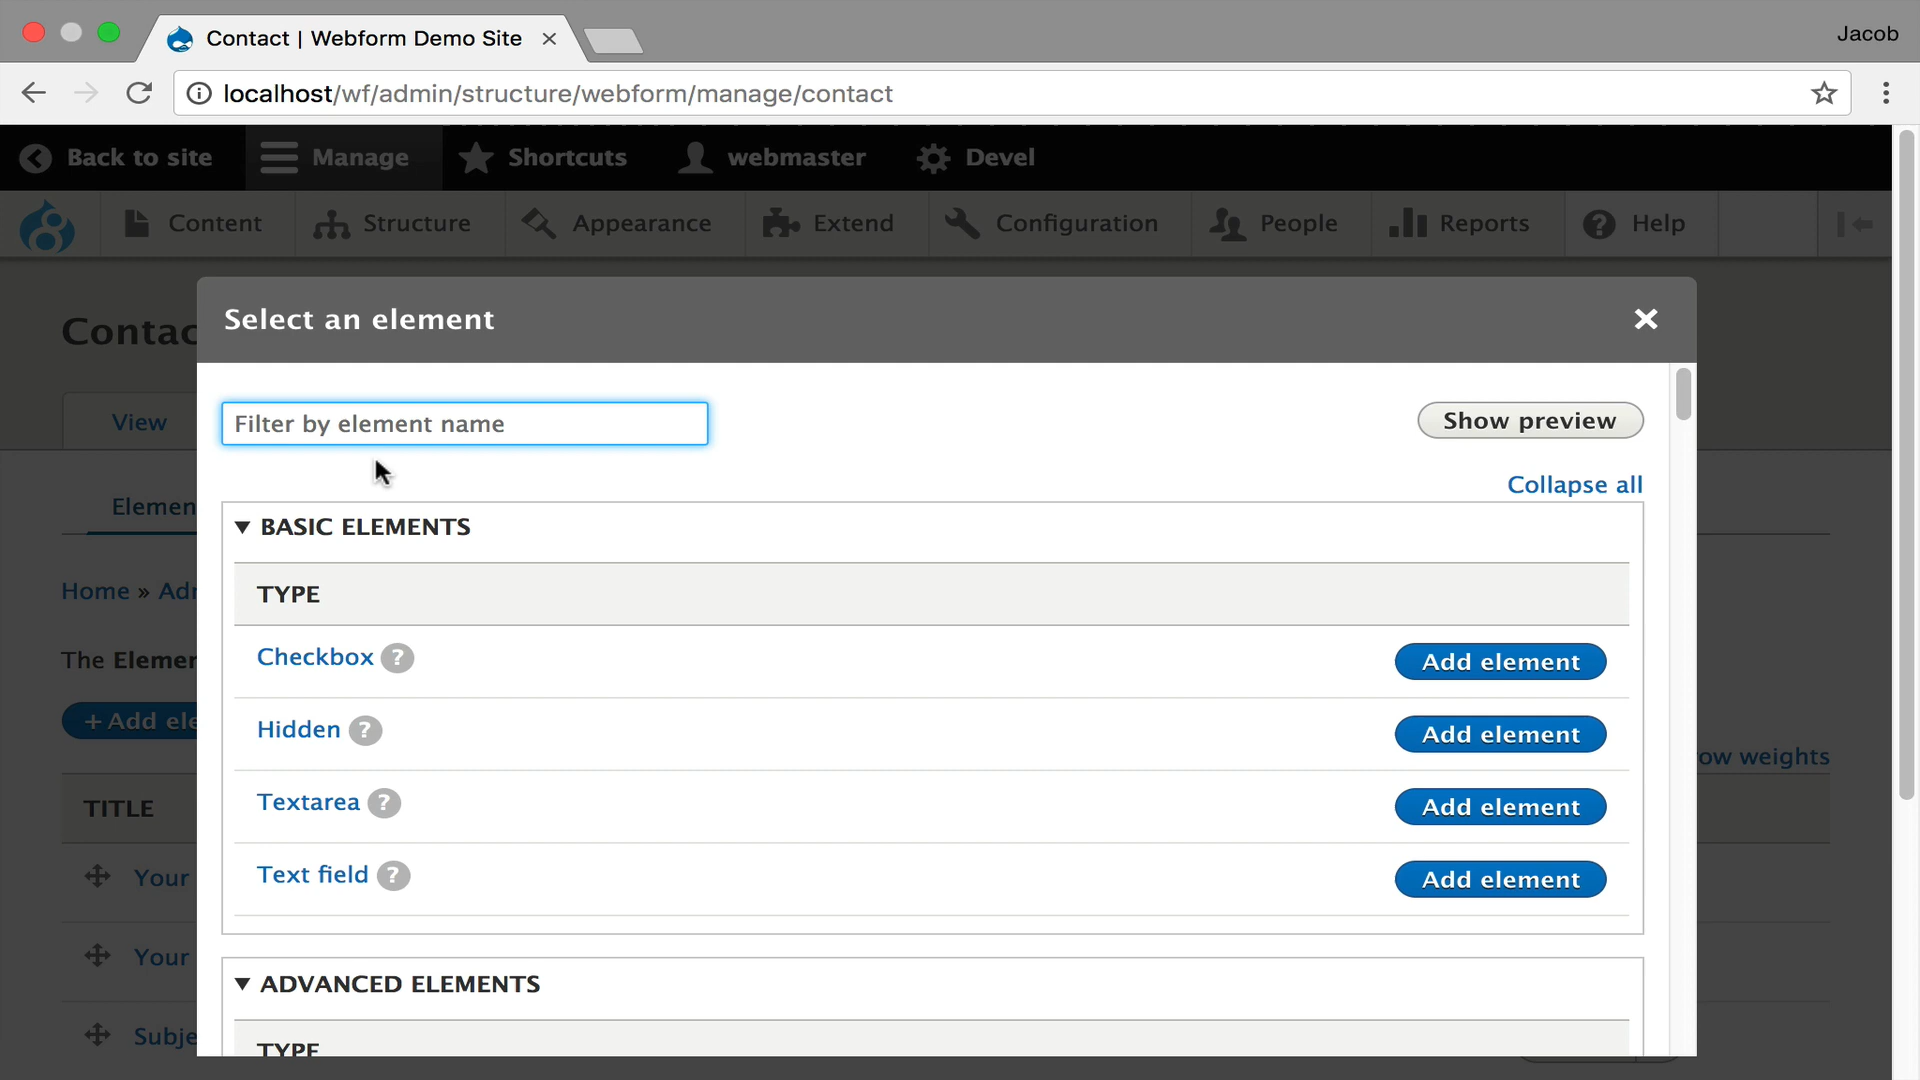 Contact | Webform Demo Site
Jacob
localhost/wf/admin/structure/webform/manage/contact
Back to site Manage Shortcuts webmaster Devel
Content Structure Appearance Extend Configuration People Reports Help
Contac
Select an element
View
Filter by element name
Show preview
Collapse all
Elemen
BASIC ELEMENTS
Home » Adr
TYPE
The Elemer
Checkbox ?
Add element
+ Add ele
Hidden ?
Add element
ow weights
TITLE
Textarea ?
Add element
Your
Text field ?
Add element
Your
ADVANCED ELEMENTS
Subje
TYPE